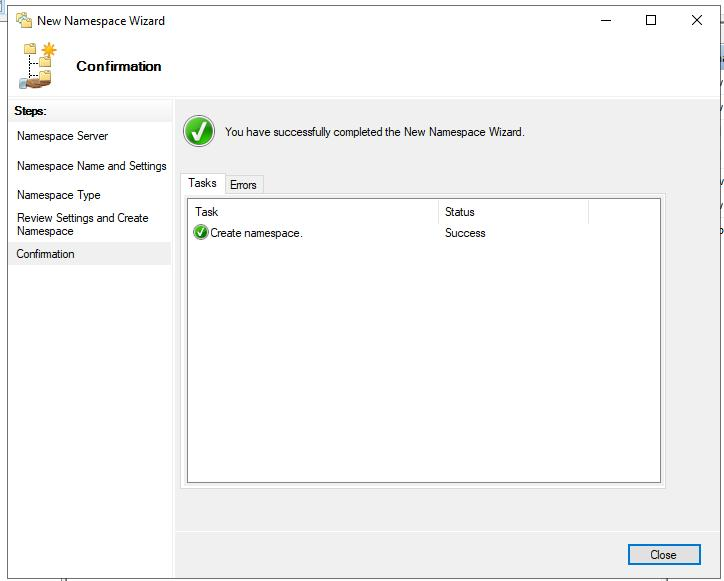 New Namespace Wizard
Confirmation
Steps:
Namespace Server
Namespace Name and Settings
Namespace Type
Review Settings and Create
Namespace
Confirmation
You have successfully completed the New Namespace Wizard.
Tasks
Errors
Task
Status
Create namespace.
Success
Close